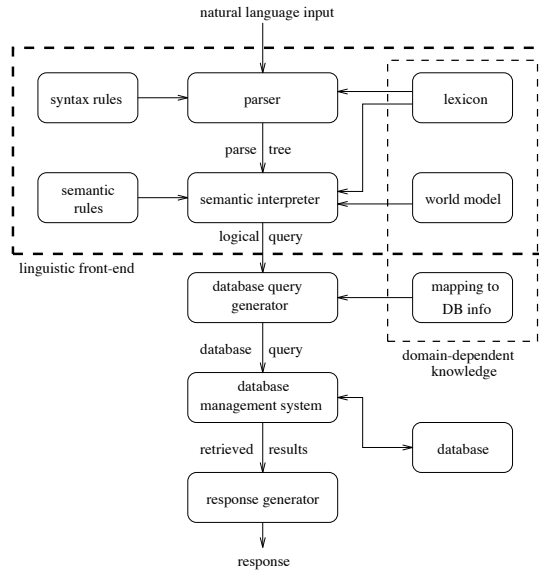 natural language input
syntax rules
parser
lexicon
parse tree
semantic
rules
semantic interpreter
world model
logical query
linguistic front-end
database query
generator
mapping to
DB info
database query
domain-dependent
knowledge
database
management system
retrieved results
database
response generator
response